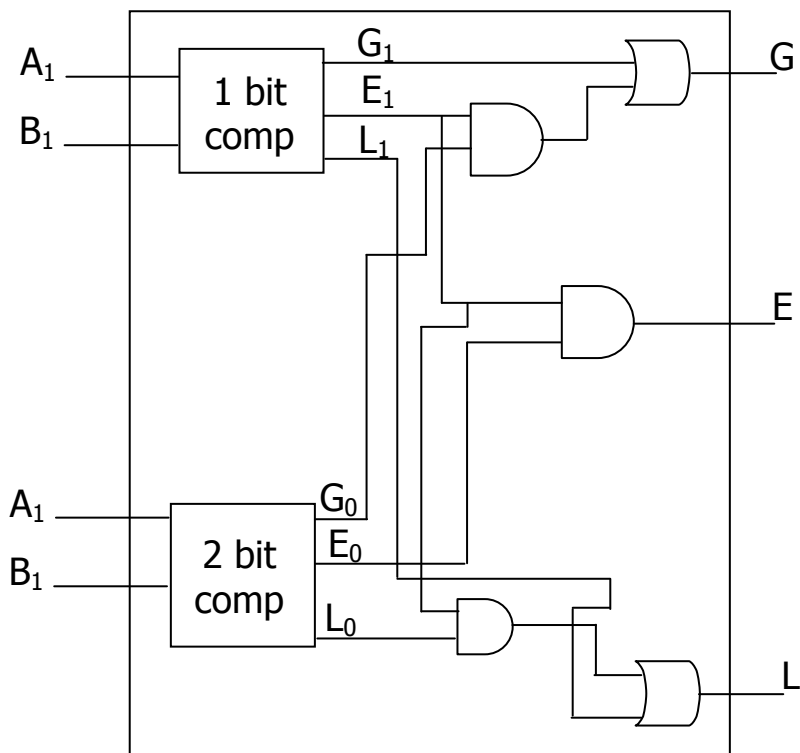 A₁
B₁
1 bit
comp
G₁
E₁
L₁
G
E
A₁
B₁
2 bit
comp
G₀
E₀
L₀
L